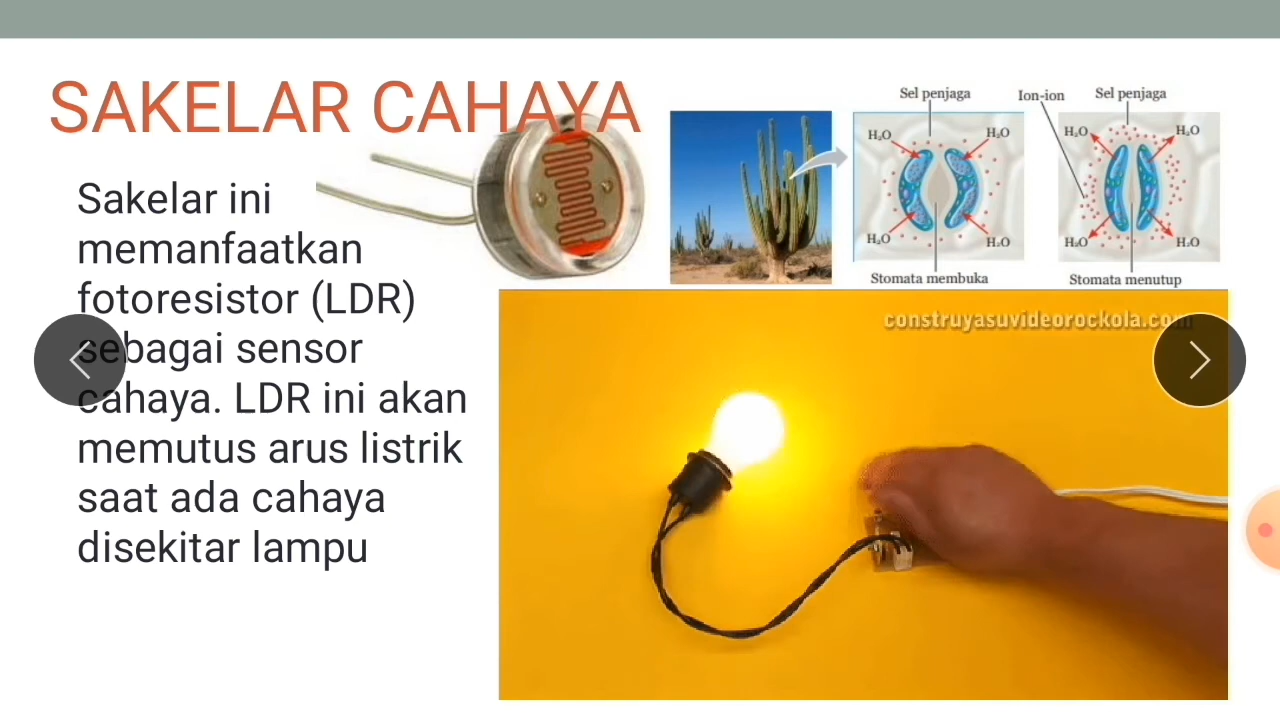 SAKELAR CAHAYA
Sakelar ini
memanfaatkan
fotoresistor (LDR)
sebagai sensor
cahaya. LDR ini akan
memutus arus listrik
saat ada cahaya
disekitar lampu
Sel penjaga
H₂O
H₂O
H₂O
H₂O
Stomata membuka
Ion-ion
Sel penjaga
H₂O
H₂O
H₂O
H₂O
Stomata menutup
construyasuvideorockola.com